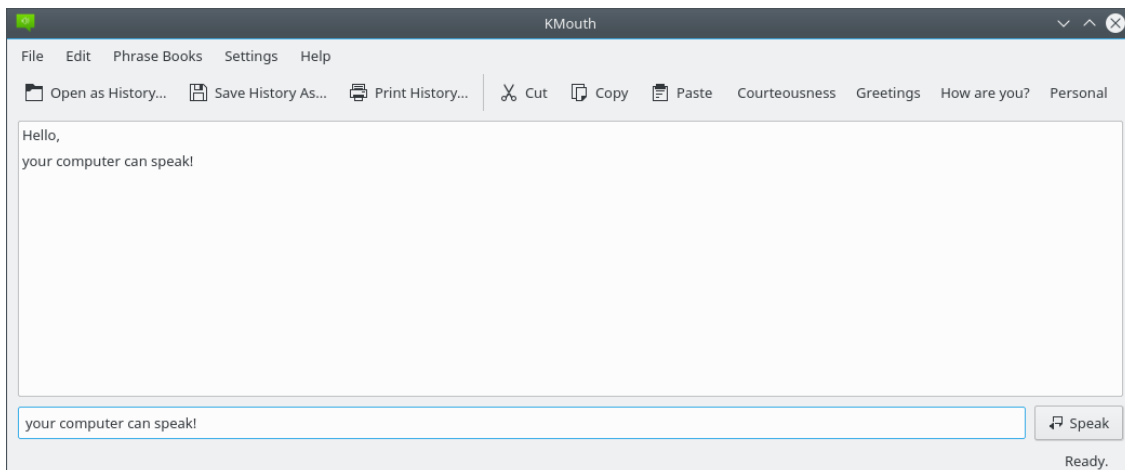 KMouth
File Edit Phrase Books Settings Help
Open as History... Save History As... Print History... Cut Copy Paste Courteousness Greetings How are you? Personal
Hello,
your computer can speak!
your computer can speak! Speak
Ready.